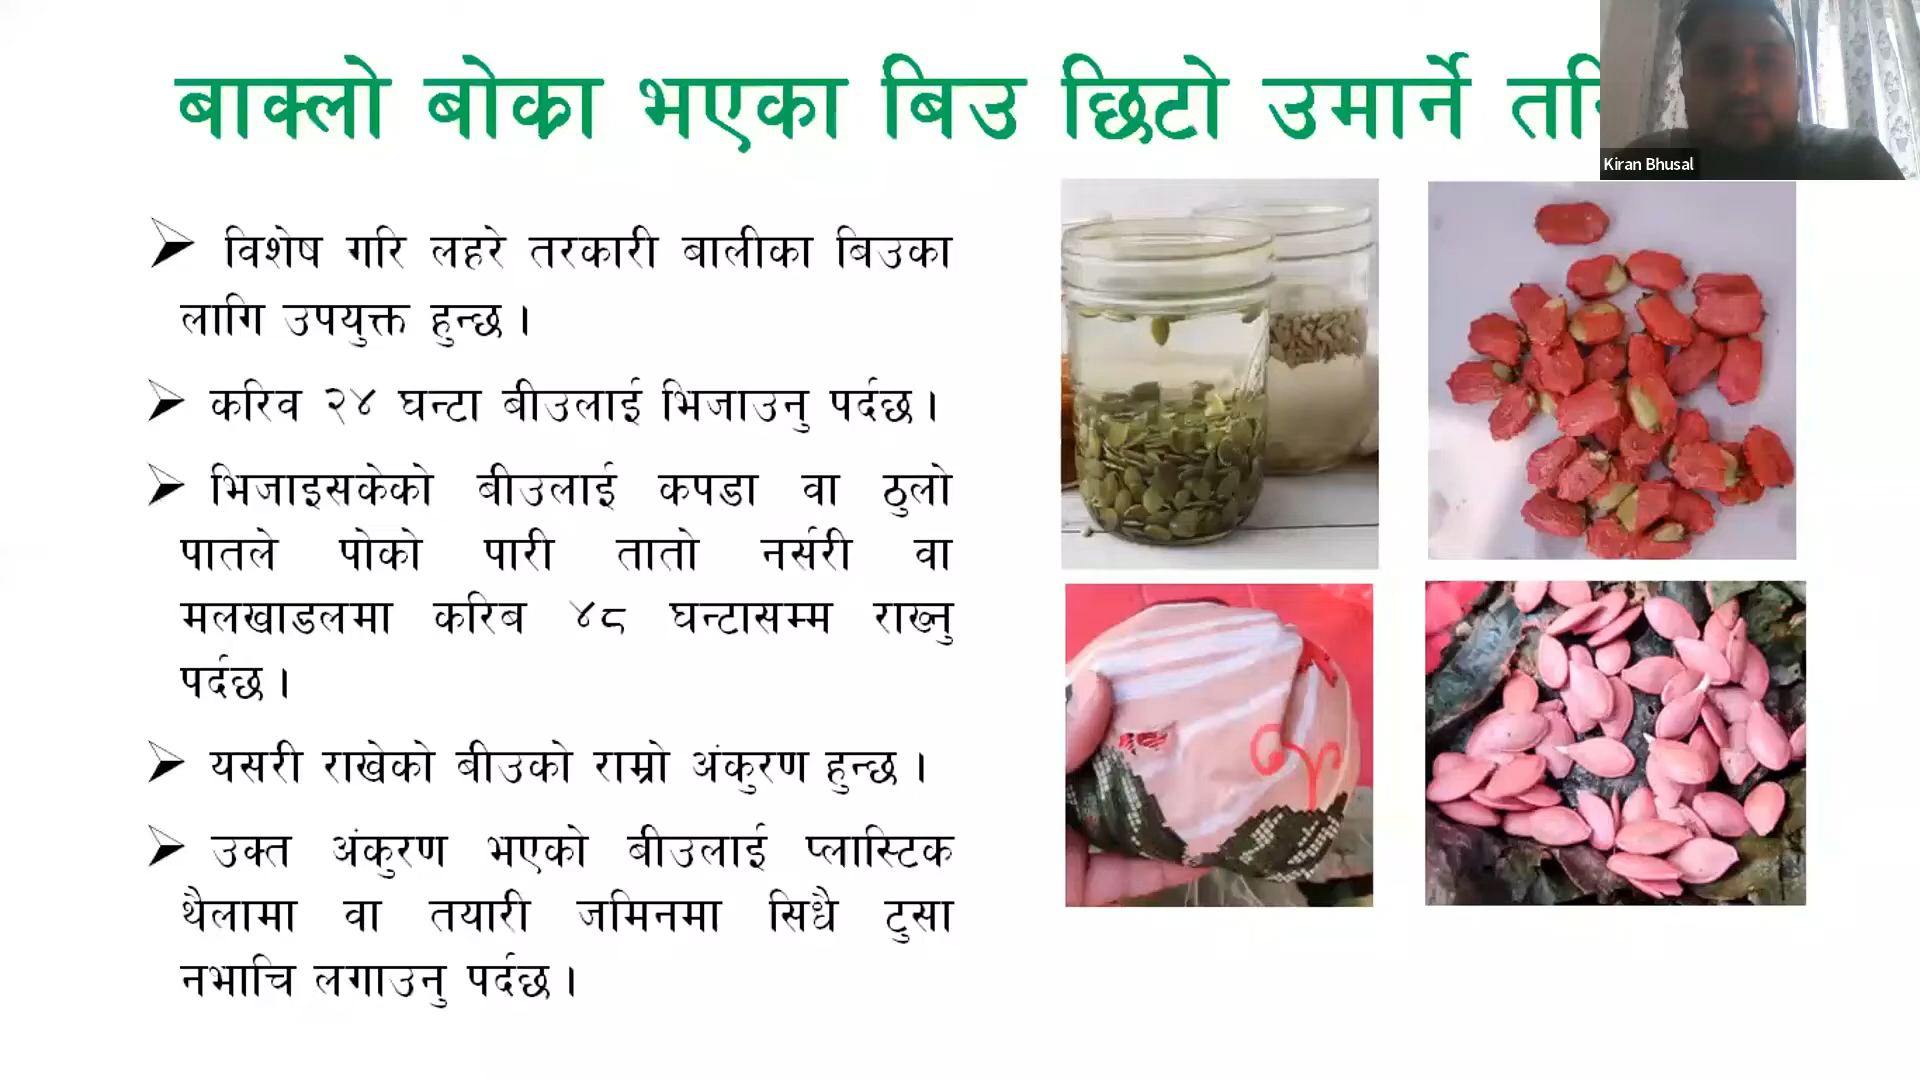 बाक्लो बोक्रा भएका बिउ छिटो उमार्ने
Kiran Bhusal
विशेष गरि लहरे तरकारी बालीका बिउका
लागि उपयुक्त हुन्छ ।
करिव २४ घन्टा बीउलाई भिजाउनु पर्दछ ।
भिजाइसकेको बीउलाई कपडा वा ठुलो
पातले पोको पारी तातो नर्सरी वा
मलखाडलमा करिब ४८ घन्टासम्म राख्नु
पर्दछ ।
यसरी राखेको बीउको राम्रो अंकुरण हुन्छ ।
उक्त अंकुरण भएको बीउलाई प्लास्टिक
थैलामा वा तयारी जमिनमा सिधै टुसा
नभाचि लगाउनु पर्दछ ।